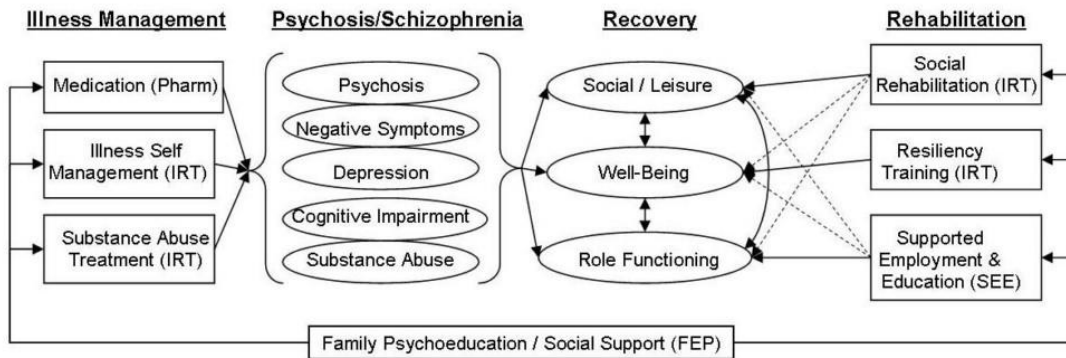 Illness Management
Psychosis/Schizophrenia
Recovery
Rehabilitation
Medication (Pharm)
Illness Self
Management (IRT)
Substance Abuse
Treatment (IRT)
Psychosis
Negative Symptoms
Depression
Cognitive Impairment
Substance Abuse
Social / Leisure
Well-Being
Role Functioning
Social
Rehabilitation (IRT)
Resiliency
Training (IRT)
Supported
Employment &
Education (SEE)
Family Psychoeducation / Social Support (FEP)